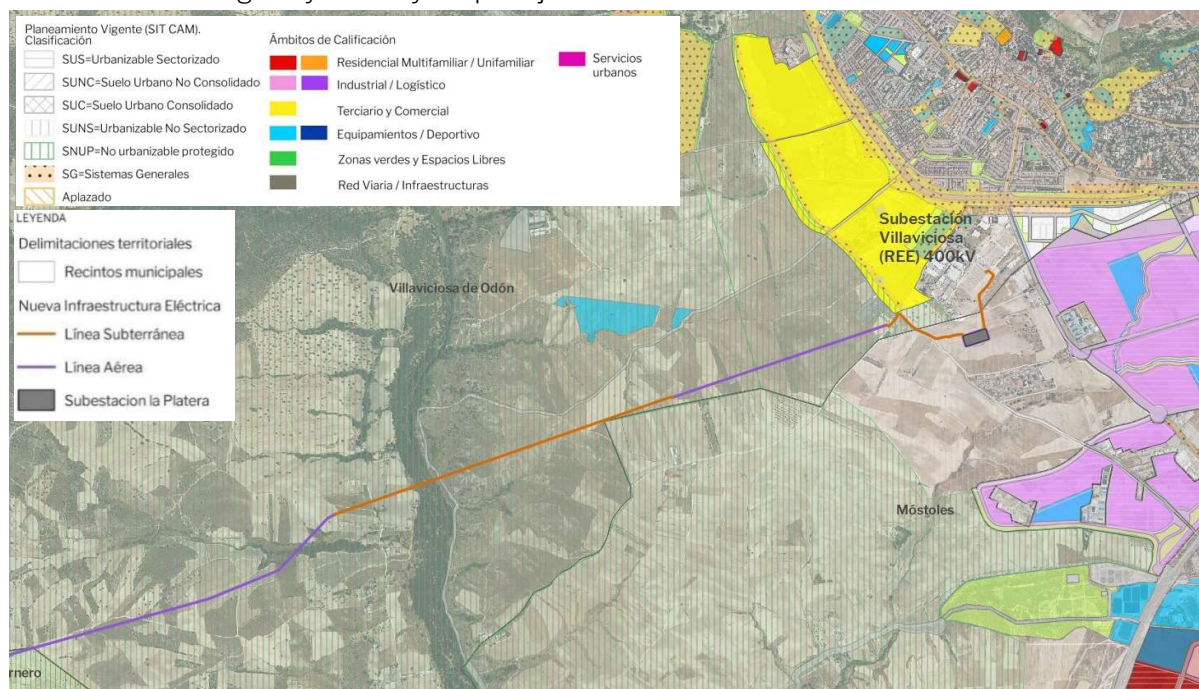 Planeamiento Vigente (SIT CAM).
Clasificación
SUS=Urbanizable Sectorizado
SUNC=Suelo Urbano No Consolidado
SUC=Suelo Urbano Consolidado
SUNS=Urbanizable No Sectorizado
SNUP=No urbanizable protegido
SG=Sistemas Generales
Aplazado
Ámbitos de Calificación
Residencial Multifamiliar / Unifamiliar
Industrial / Logístico
Terciario y Comercial
Equipamientos / Deportivo
Zonas verdes y Espacios Libres
Red Viaria / Infraestructuras
Servicios
urbanos
LEYENDA
Delimitaciones territoriales
Recintos municipales
Nueva Infraestructura Eléctrica
Línea Subterránea
Línea Aérea
Subestacion la Platera
Subestación
Villaviciosa
(REE) 400kV
Villaviciosa de Odón
Móstoles
rnero